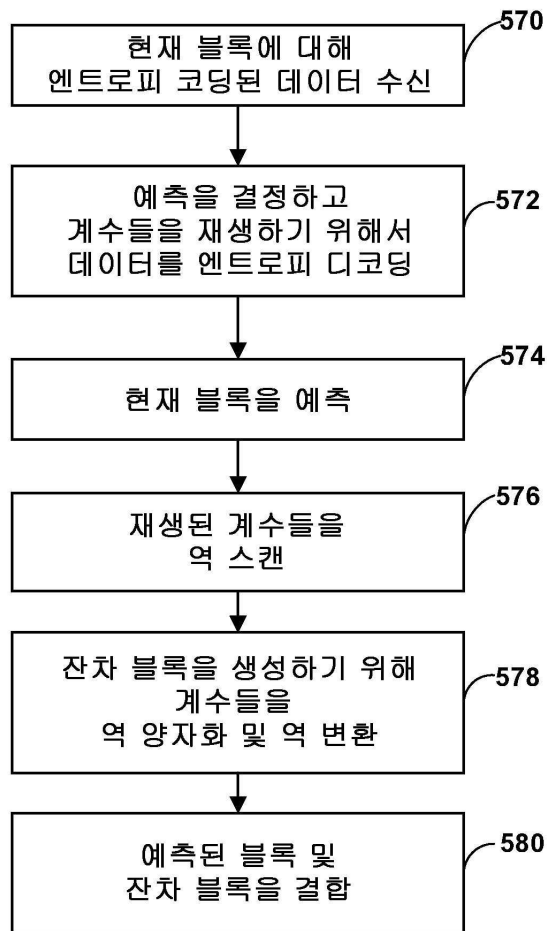 570
현재 블록에 대해
엔트로피 코딩된 데이터 수신
572
예측을 결정하고
계수들을 재생하기 위해서
데이터를 엔트로피 디코딩
574
현재 블록을 예측
576
재생된 계수들을
역 스캔
578
잔차 블록을 생성하기 위해
계수들을
역 양자화 및 역 변환
580
예측된 블록 및
잔차 블록을 결합